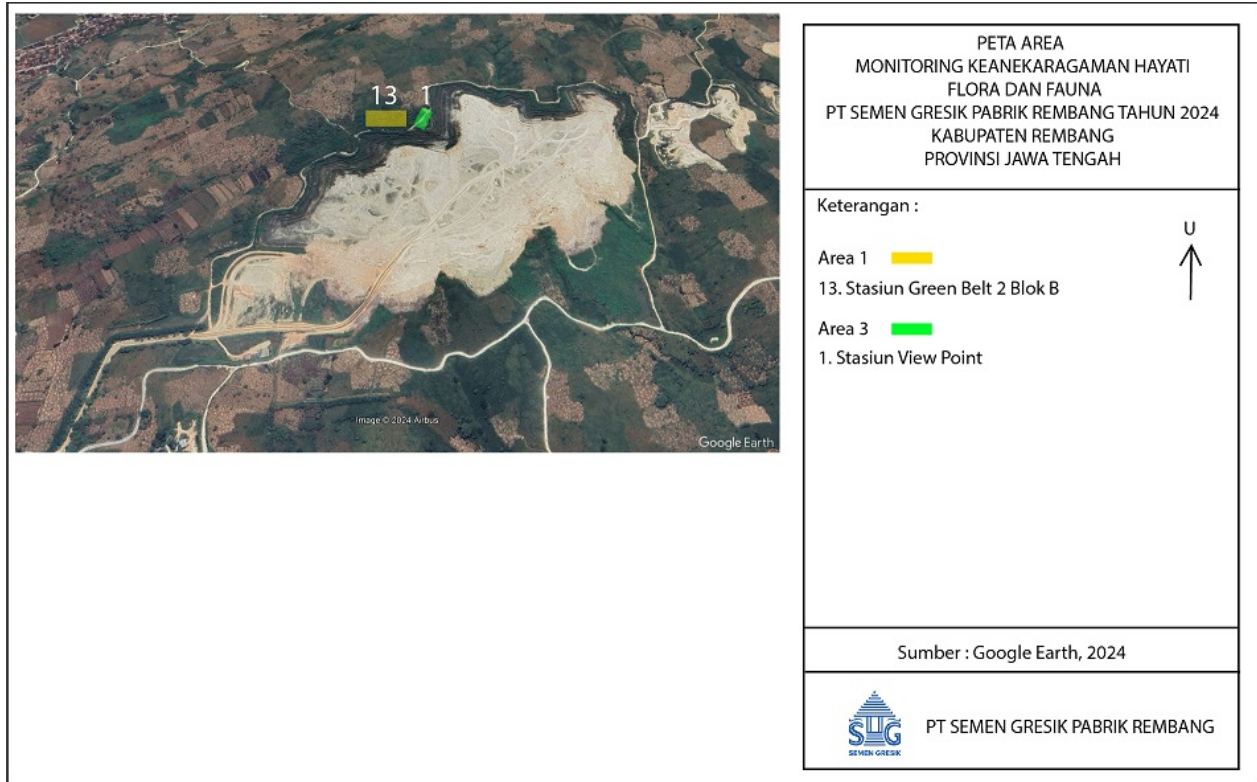 13 1
Image © 2024 Airbus
Google Earth
PETA AREA
MONITORING KEANEKARAGAMAN HAYATI
FLORA DAN FAUNA
PT SEMEN GRESIK PABRIK REMBANG TAHUN 2024
KABUPATEN REMBANG
PROVINSI JAWA TENGAH
Keterangan :
U
Area 1
13. Stasiun Green Belt 2 Blok B
Area 3
1. Stasiun View Point
Sumber : Google Earth, 2024
SG
SEMEN GRESIK
PT SEMEN GRESIK PABRIK REMBANG